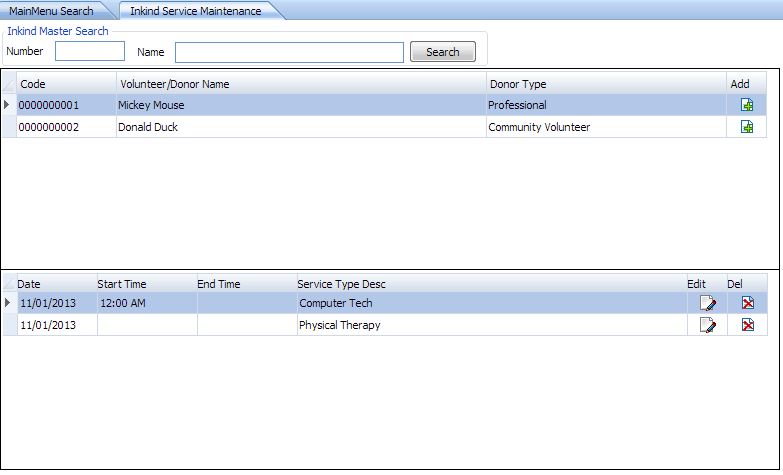 MainMenu Search Inkind Service Maintenance
Inkind Master Search
Number Name Search
Code Volunteer/Donor Name Donor Type Add
0000000001 Mickey Mouse Professional
0000000002 Donald Duck Community Volunteer
Date Start Time End Time Service Type Desc Edit Del
11/01/2013 12:00 AM Computer Tech
11/01/2013 Physical Therapy